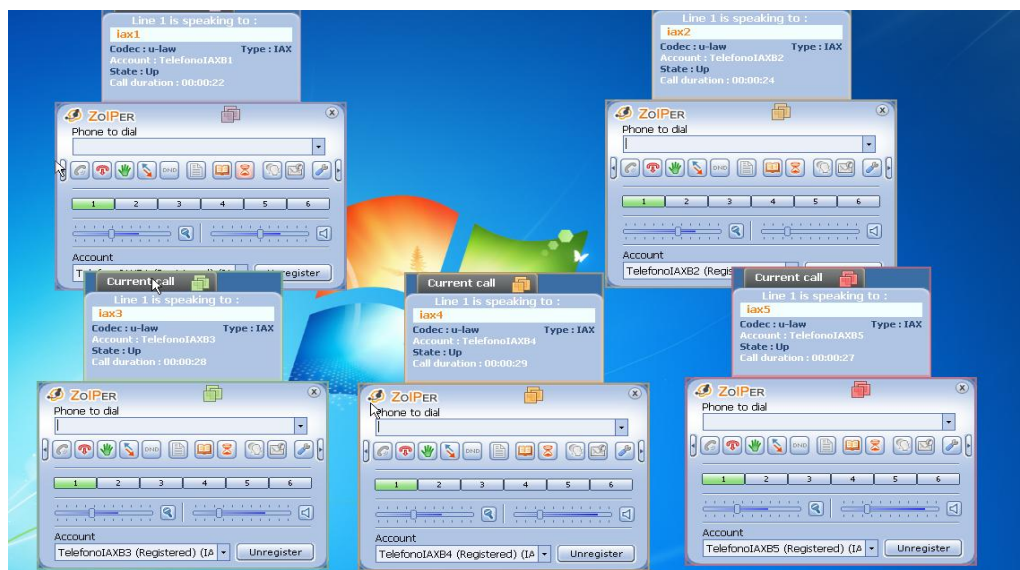 Line 1 is speaking to :
iax1
Codec : u-law Type : IAX
Account : TelefonoIAXB1
State : Up
Call duration : 00:00:22
ZoIPER
Phone to dial
DND
1 2 3 4 5 6
Account
Unregister
Line 1 is speaking to :
iax2
Codec : u-law Type : IAX
Account : TelefonoIAXB2
State : Up
Call duration : 00:00:24
ZoIPER
Phone to dial
DND
1 2 3 4 5 6
Account
TelefonoIAXB2 (Regis
Current call
Line 1 is speaking to :
iax3
Codec : u-law Type : IAX
Account : TelefonoIAXB3
State : Up
Call duration : 00:00:28
ZoIPER
Phone to dial
DND
1 2 3 4 5 6
Account
TelefonoIAXB3 (Registered) (IA Unregister
Current call
Line 1 is speaking to :
iax4
Codec : u-law Type : IAX
Account : TelefonoIAXB4
State : Up
Call duration : 00:00:29
ZoIPER
Phone to dial
DND
1 2 3 4 5 6
Account
TelefonoIAXB4 (Registered) (IA Unregister
Current call
Line 1 is speaking to :
iax5
Codec : u-law Type : IAX
Account : TelefonoIAXB5
State : Up
Call duration : 00:00:27
ZoIPER
Phone to dial
DND
1 2 3 4 5 6
Account
TelefonoIAXB5 (Registered) (IA Unregister